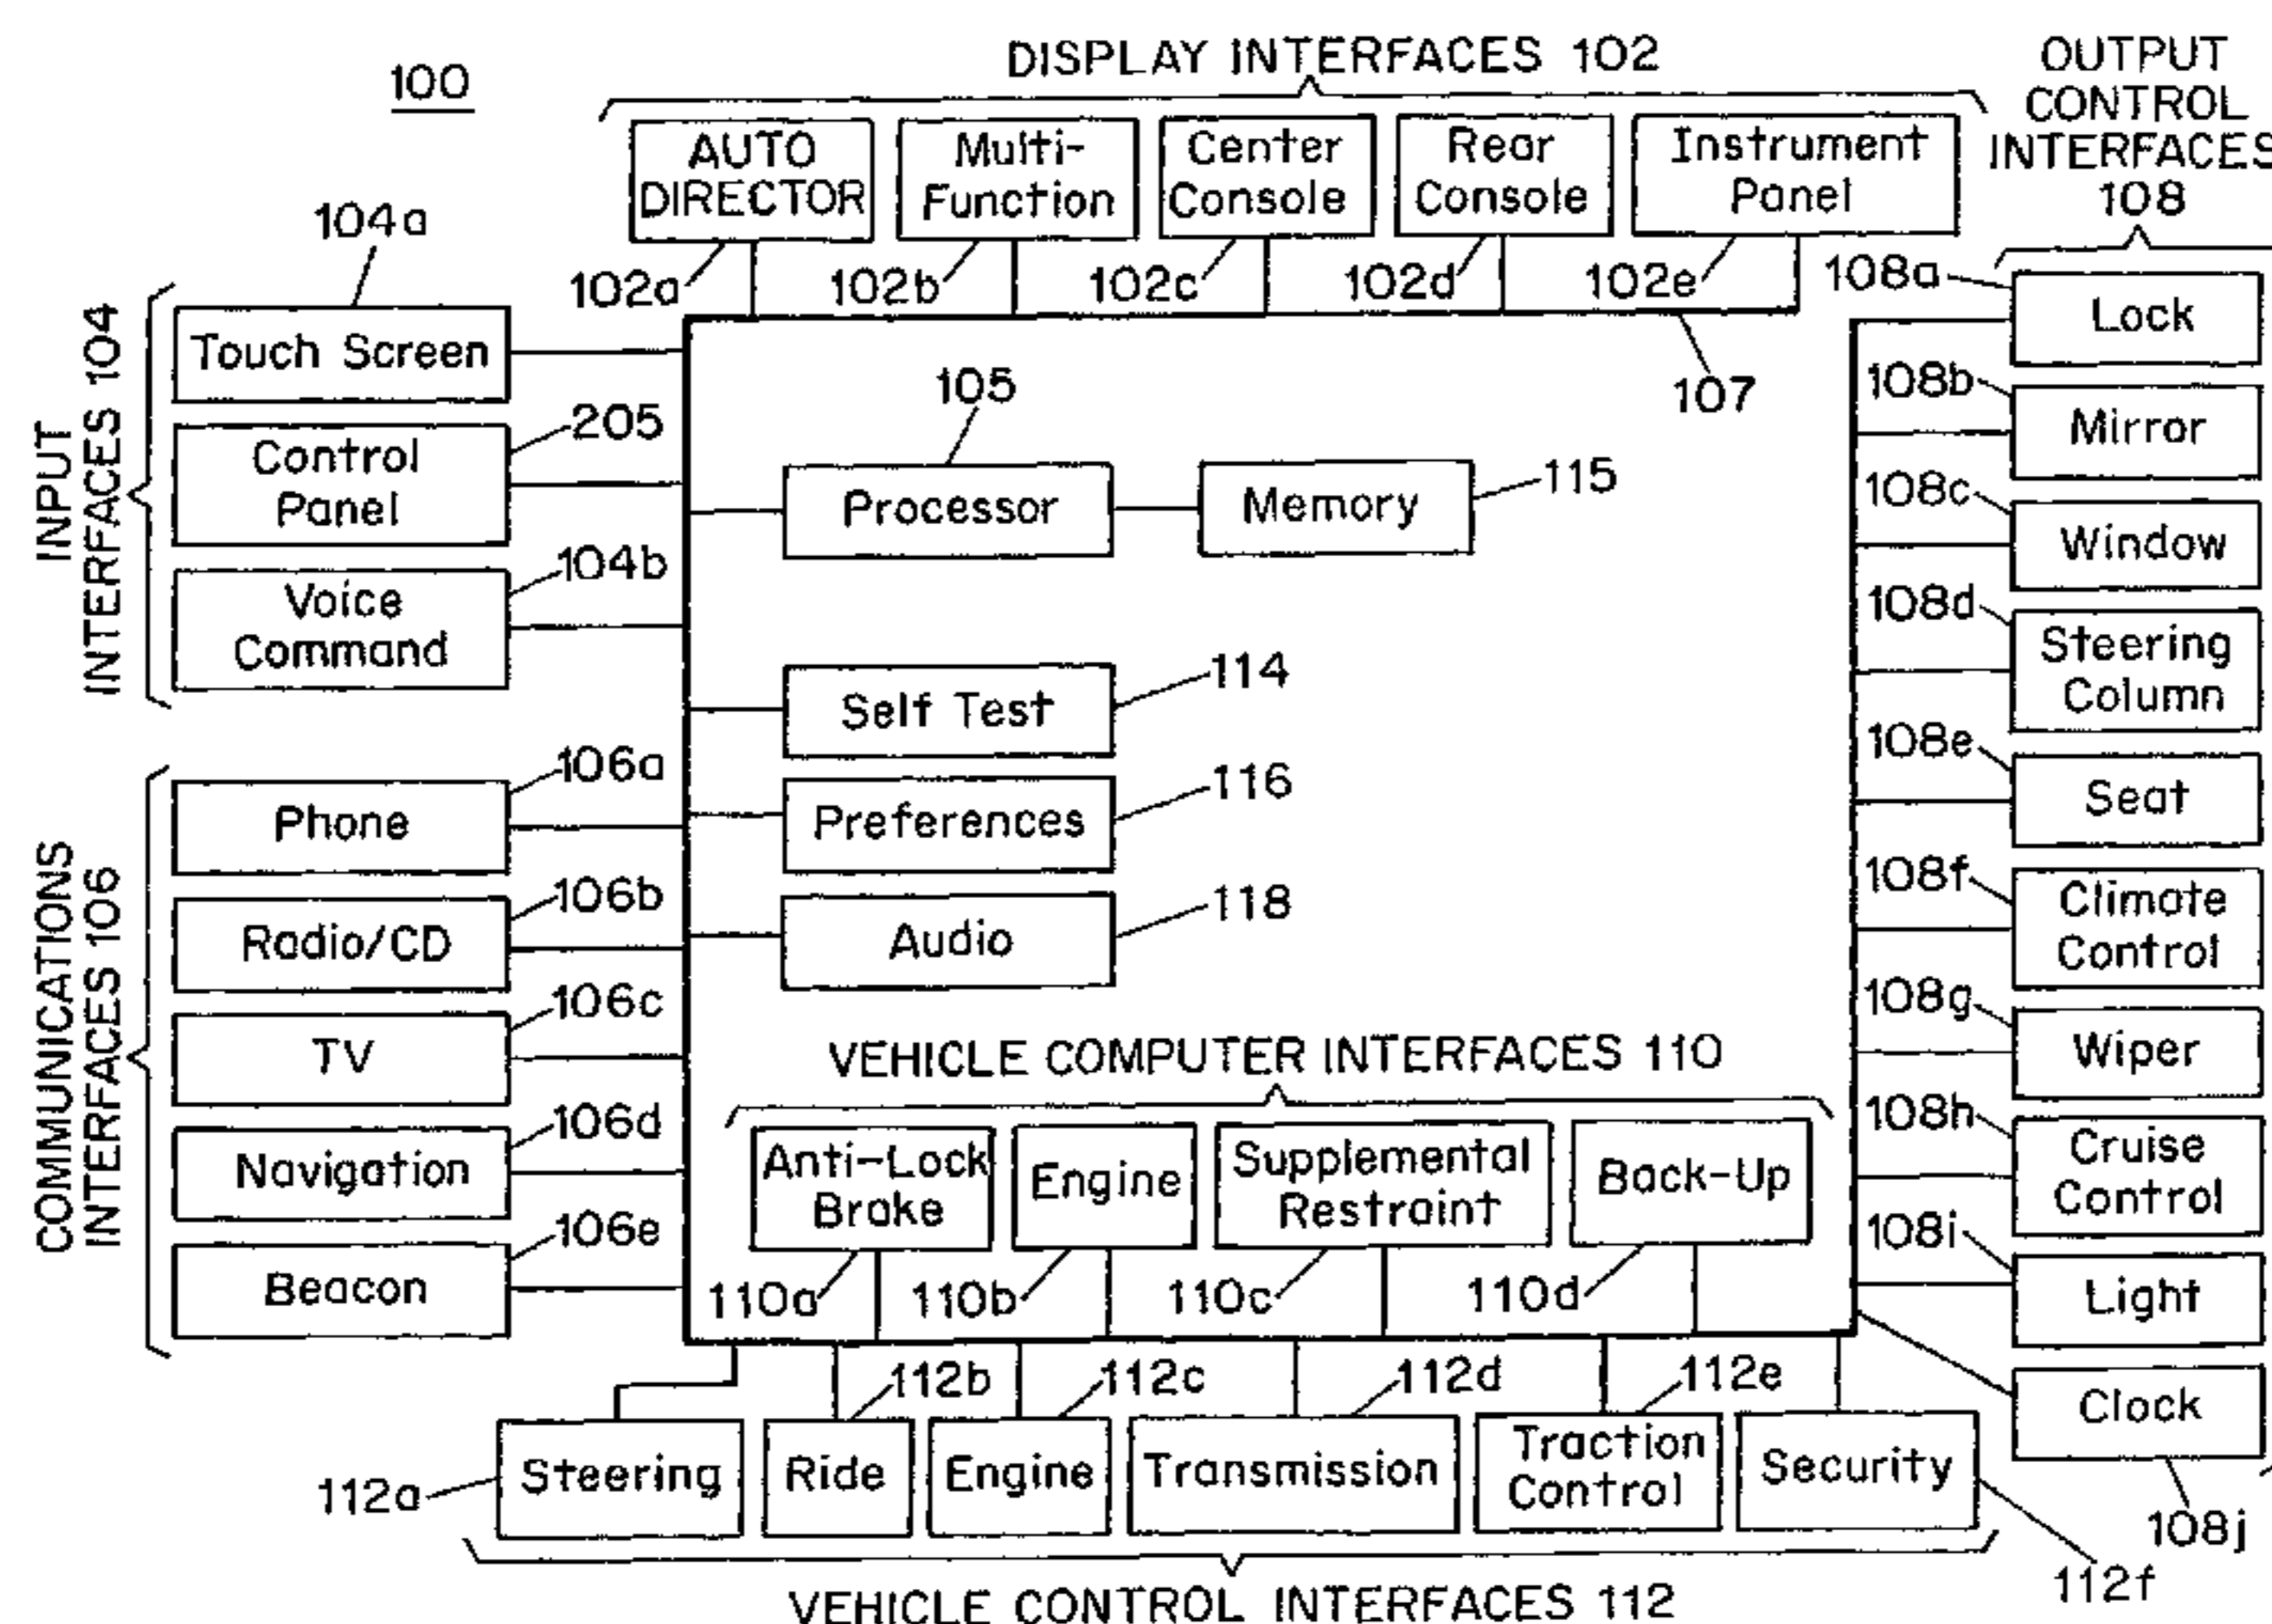 100
DISPLAY INTERFACES 102
OUTPUT
CONTROL
INTERFACES
108
AUTO
DIRECTOR
Multi-
Function
Center
Console
Rear
Console
Instrument
Panel
102a
102b
102c
102d
102e
107
INPUT
INTERFACES 104
104a
Touch Screen
205
Control
Panel
104b
Voice
Command
105
Processor
Memory
115
Self Test
114
Preferences
116
Audio
118
COMMUNICATIONS
INTERFACES 106
106a
Phone
106b
Radio/CD
106c
TV
106d
Navigation
106e
Beacon
VEHICLE COMPUTER INTERFACES 110
Anti-Lock
Brake
Engine
Supplemental
Restraint
Back-Up
110a
110b
110c
110d
108a
Lock
108b
Mirror
108c
Window
108d
Steering
Column
108e
Seat
108f
Climate
Control
108g
Wiper
108h
Cruise
Control
108i
Light
Clock
108j
112b
112c
112d
112e
112a
Steering
Ride
Engine
Transmission
Traction
Control
Security
112f
VEHICLE CONTROL INTERFACES 112